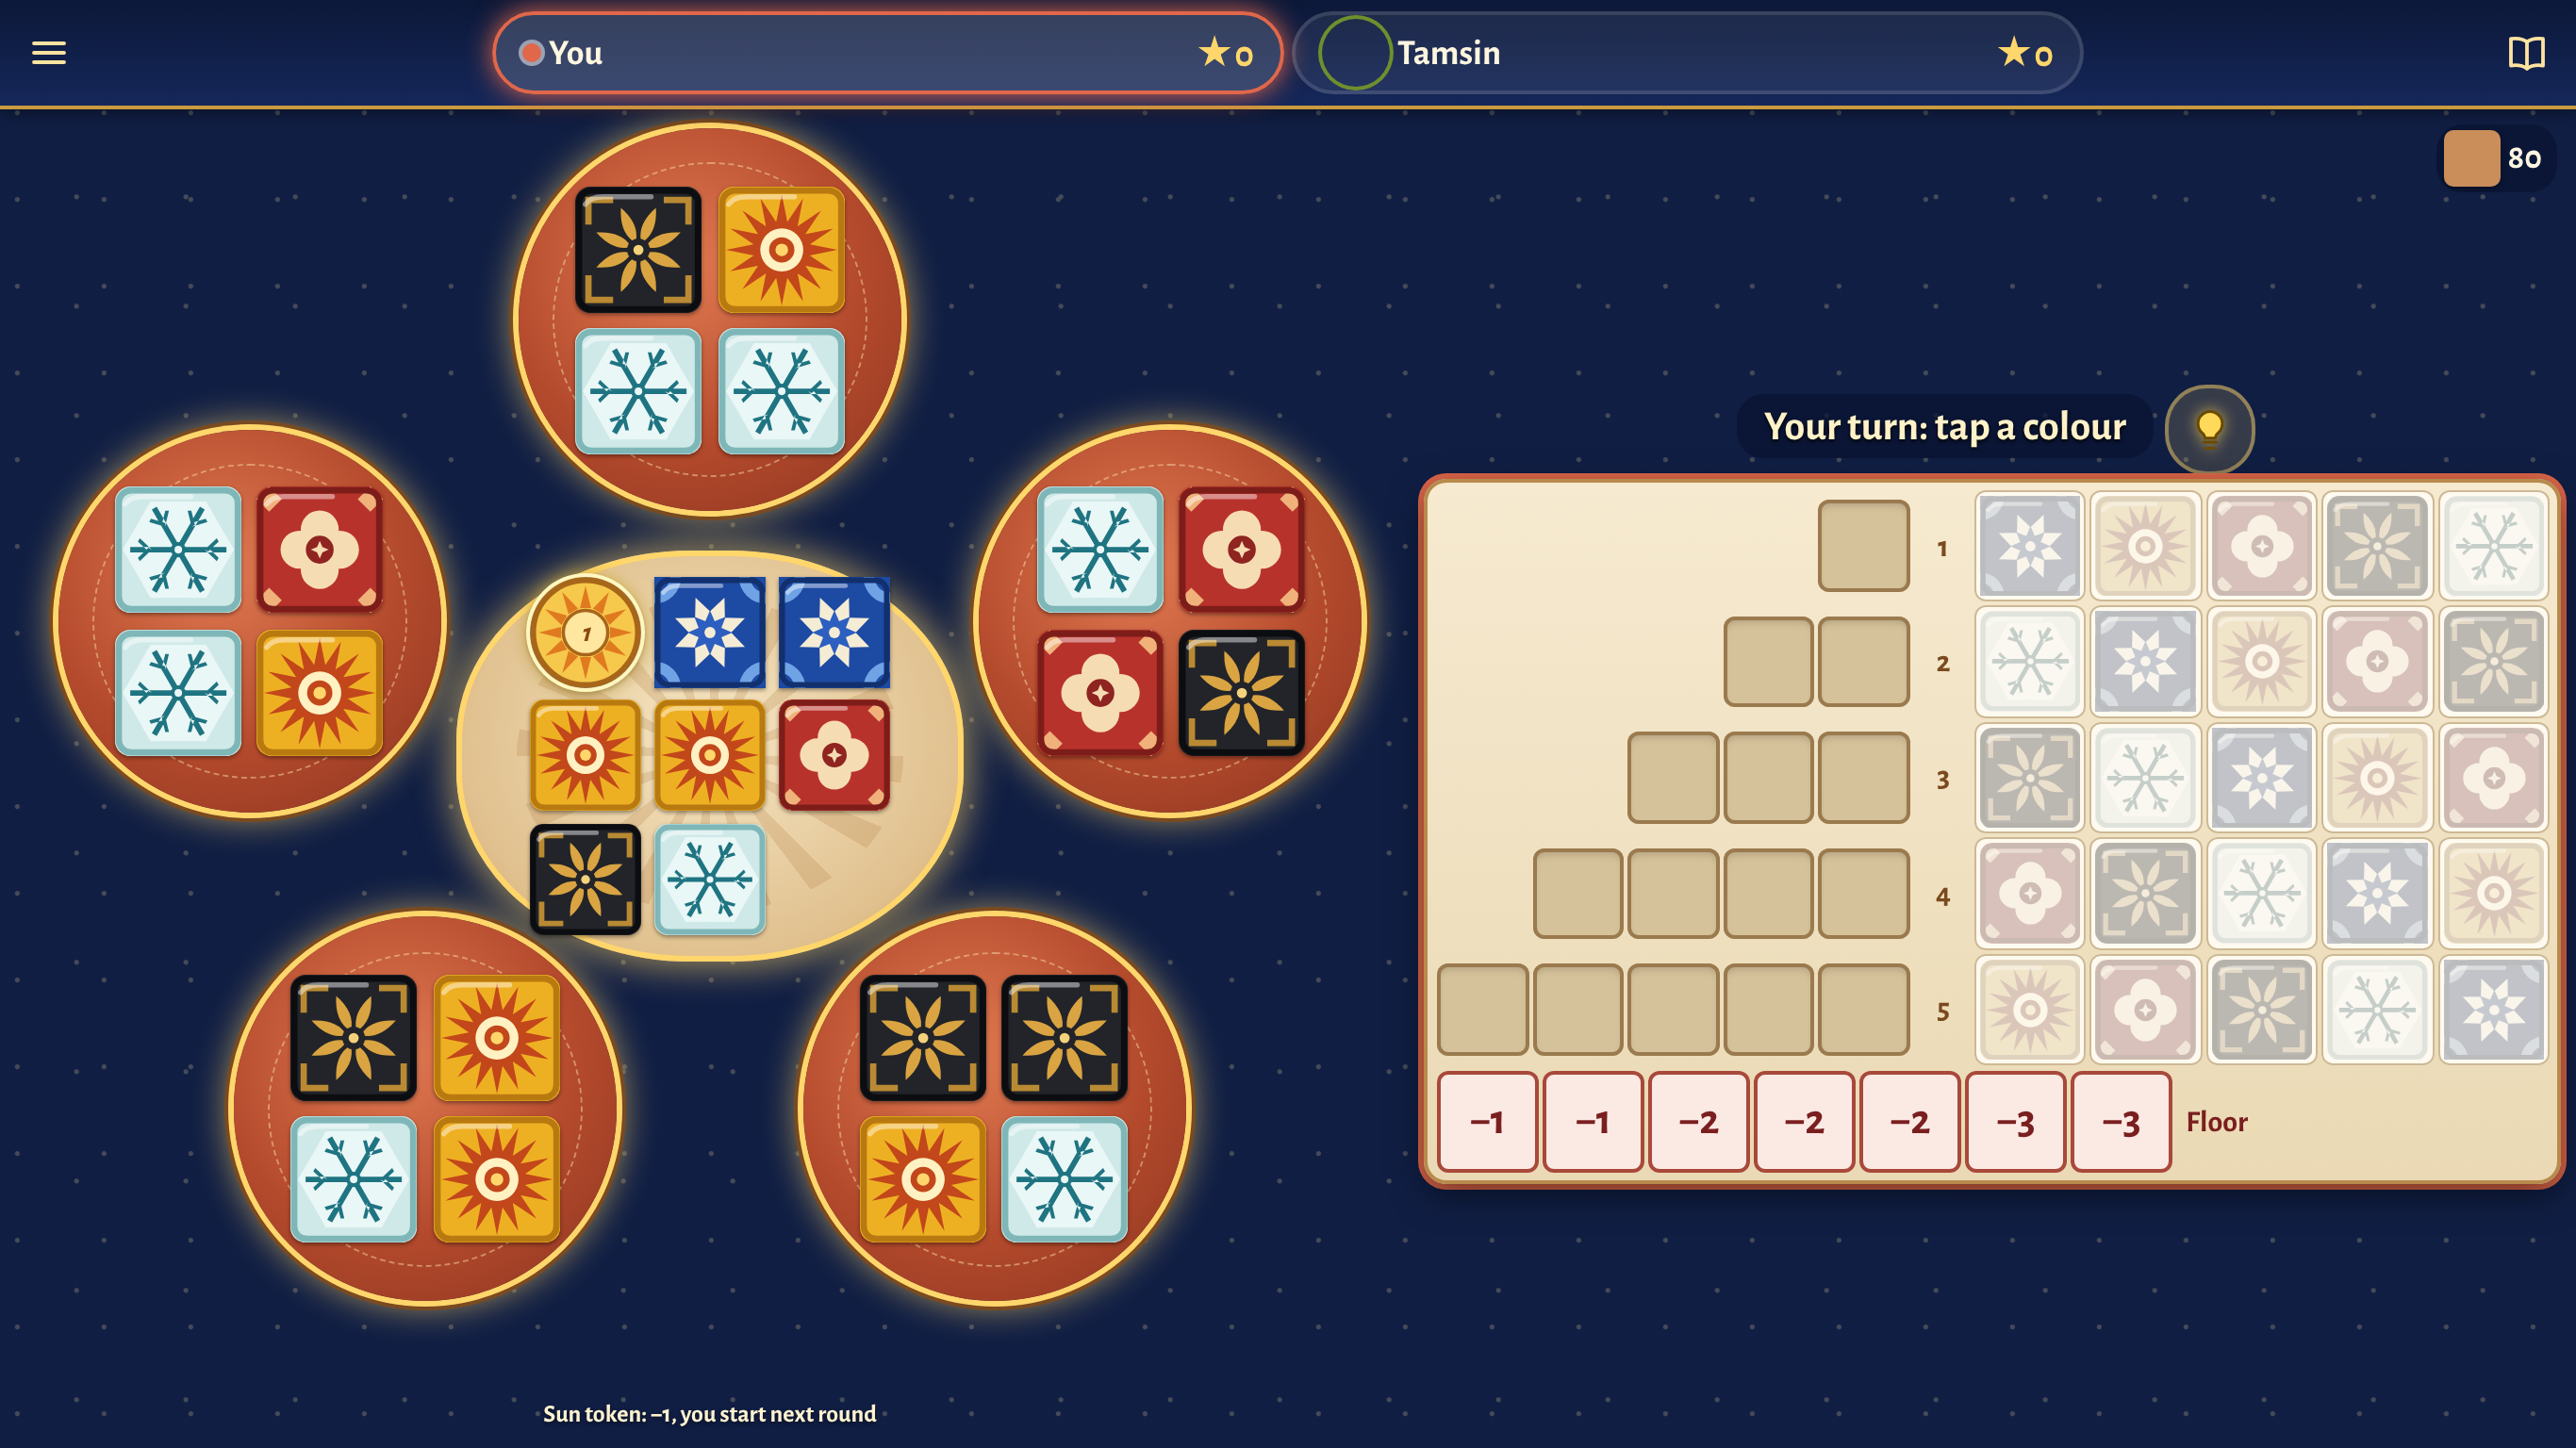 You ★0
Tamsin ★0
80
Your turn: tap a colour
1
1
2
3
4
5
–1 –1 –2 –2 –2 –3 –3 Floor
Sun token: –1, you start next round